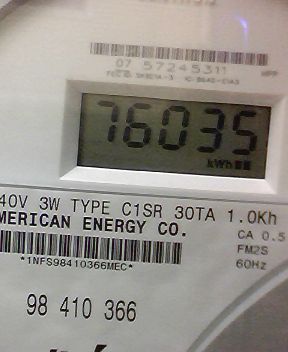 07 57245311
76035
kWh
40V 3W TYPE C1SR 30TA 1.0Kh
MERICAN ENERGY CO.
CA 0.5
FM2S
*1NFS98410366MEC*
60Hz
98 410 366